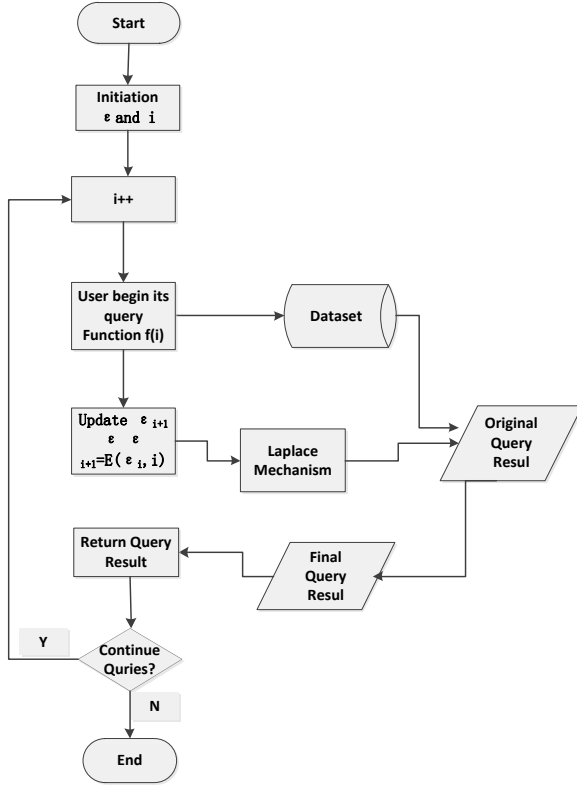 Start
Initiation
ε and i
i++
User begin its
query
Function f(i)
Dataset
Update ε i+1
ε ε
i+1=E(ε i, i)
Laplace
Mechanism
Original
Query
Resul
Return Query
Result
Final
Query
Resul
Y
Continue
Quries?
N
End